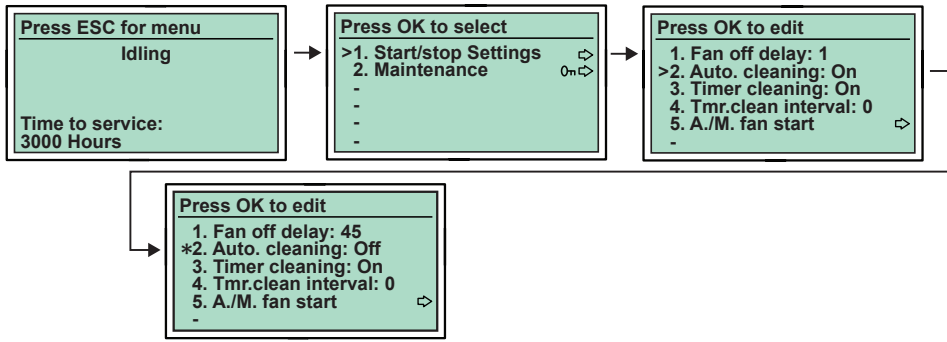 Press ESC for menu
Idling
Time to service:
3000 Hours
Press OK to select
>1. Start/stop Settings
2. Maintenance
-
-
-
-
Press OK to edit
1. Fan off delay: 1
>2. Auto. cleaning: On
3. Timer cleaning: On
4. Tmr.clean interval: 0
5. A./M. fan start
-
Press OK to edit
1. Fan off delay: 45
*2. Auto. cleaning: Off
3. Timer cleaning: On
4. Tmr.clean interval: 0
5. A./M. fan start
-